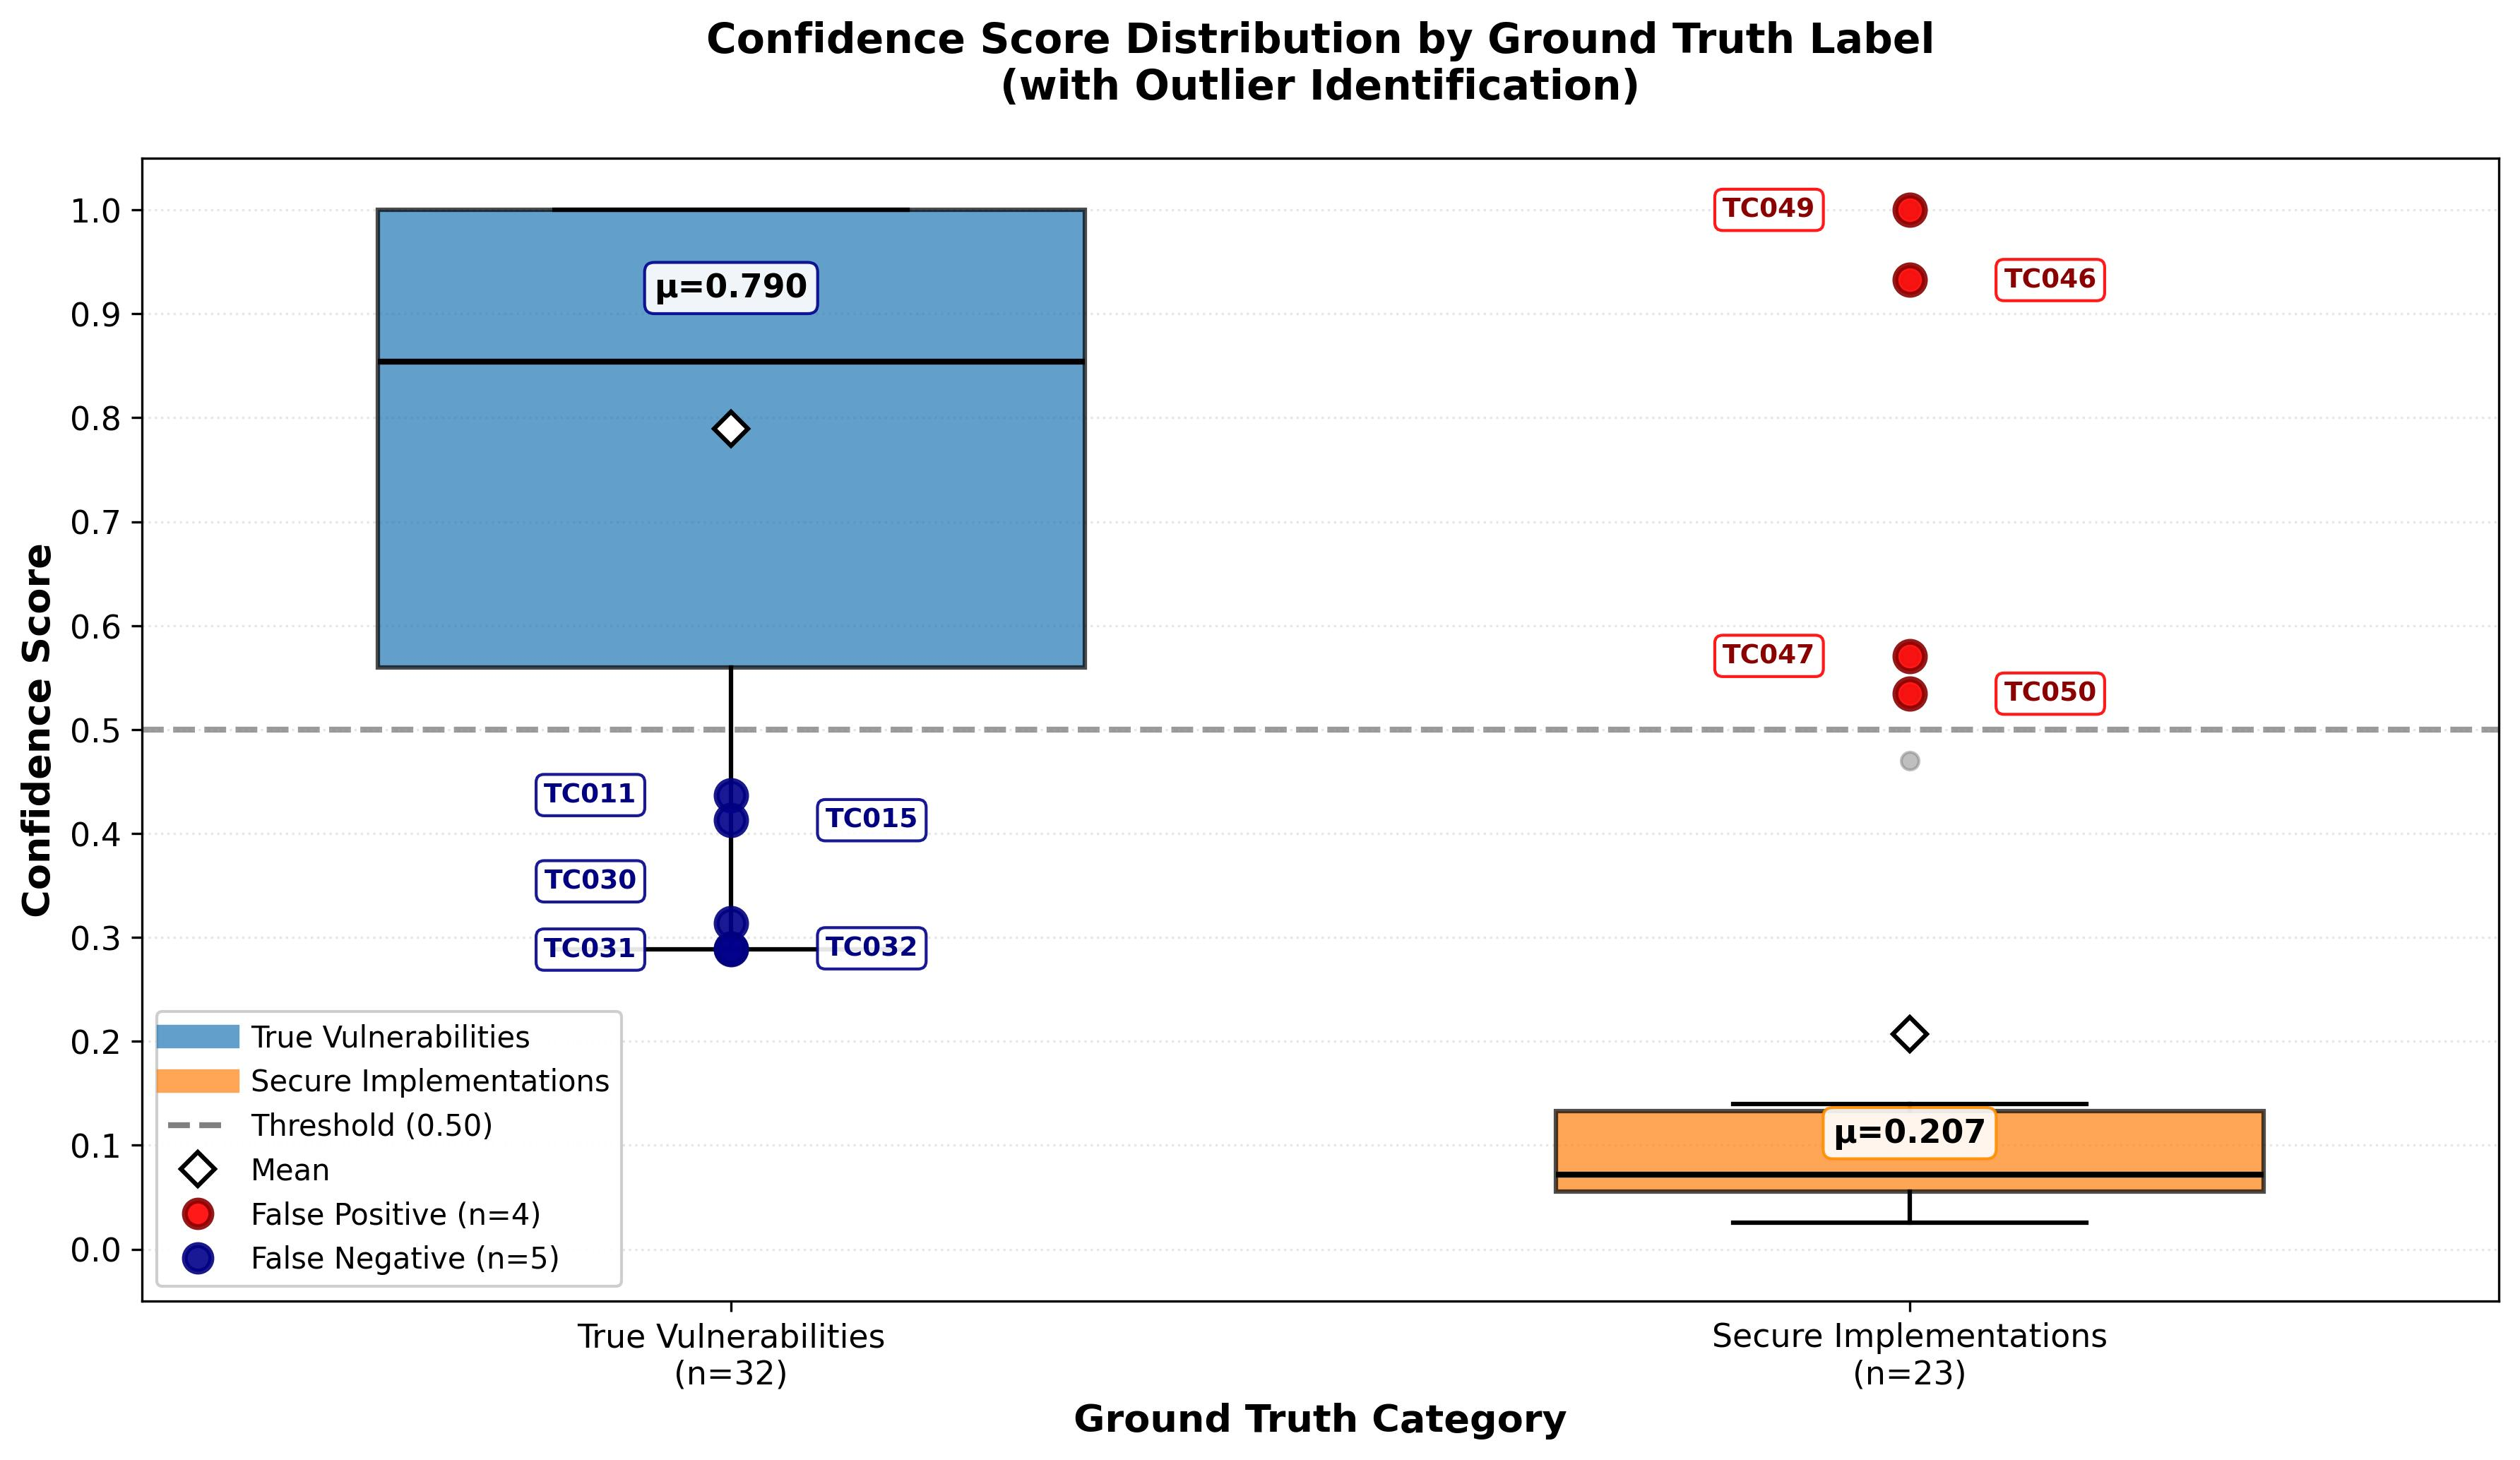 Confidence Score Distribution by Ground Truth Label
(with Outlier Identification)
Confidence Score
1.0
0.9
0.8
0.7
0.6
0.5
0.4
0.3
0.2
0.1
0.0
μ=0.790
TC011
TC015
TC030
TC031
TC032
TC049
TC046
TC047
TC050
μ=0.207
True Vulnerabilities
Secure Implementations
Threshold (0.50)
Mean
False Positive (n=4)
False Negative (n=5)
True Vulnerabilities
(n=32)
Secure Implementations
(n=23)
Ground Truth Category